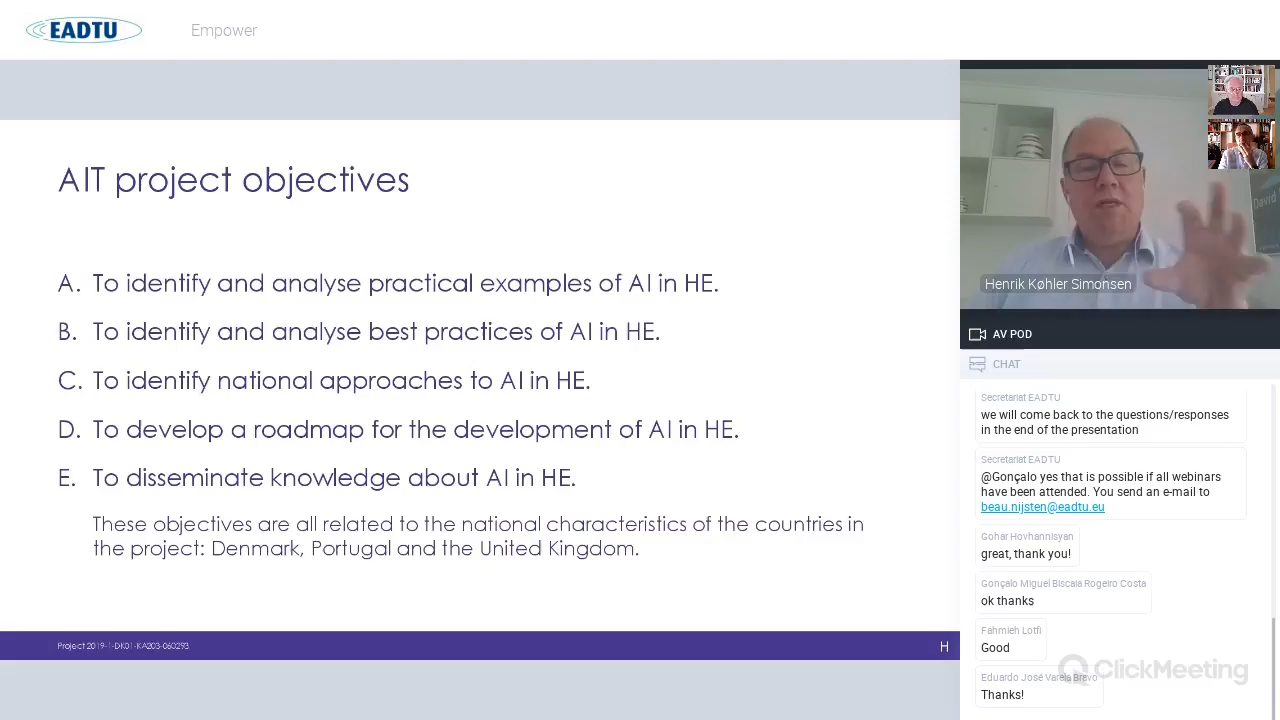 EADTU
Empower
AIT project objectives
A. To identify and analyse practical examples of AI in HE.
B. To identify and analyse best practices of AI in HE.
C. To identify national approaches to AI in HE.
D. To develop a roadmap for the development of AI in HE.
E. To disseminate knowledge about AI in HE.
These objectives are all related to the national characteristics of the countries in
the project: Denmark, Portugal and the United Kingdom.
Project 2019-1-DK01-KA203-060293
H
David
Henrik Køhler Simonsen
AV POD
CHAT
Secretariat EADTU
we will come back to the questions/responses
in the end of the presentation
Secretariat EADTU
@Gonçalo yes that is possible if all webinars
have been attended. You send an e-mail to
beau.nijsten@eadtu.eu
Gohar Hovhannisyan
great, thank you!
Gonçalo Miguel Biscaia Rogeiro Costa
ok thanks
Fahmieh Lotfi
Good
Eduardo José Varela Bravo
Thanks!
ClickMeeting